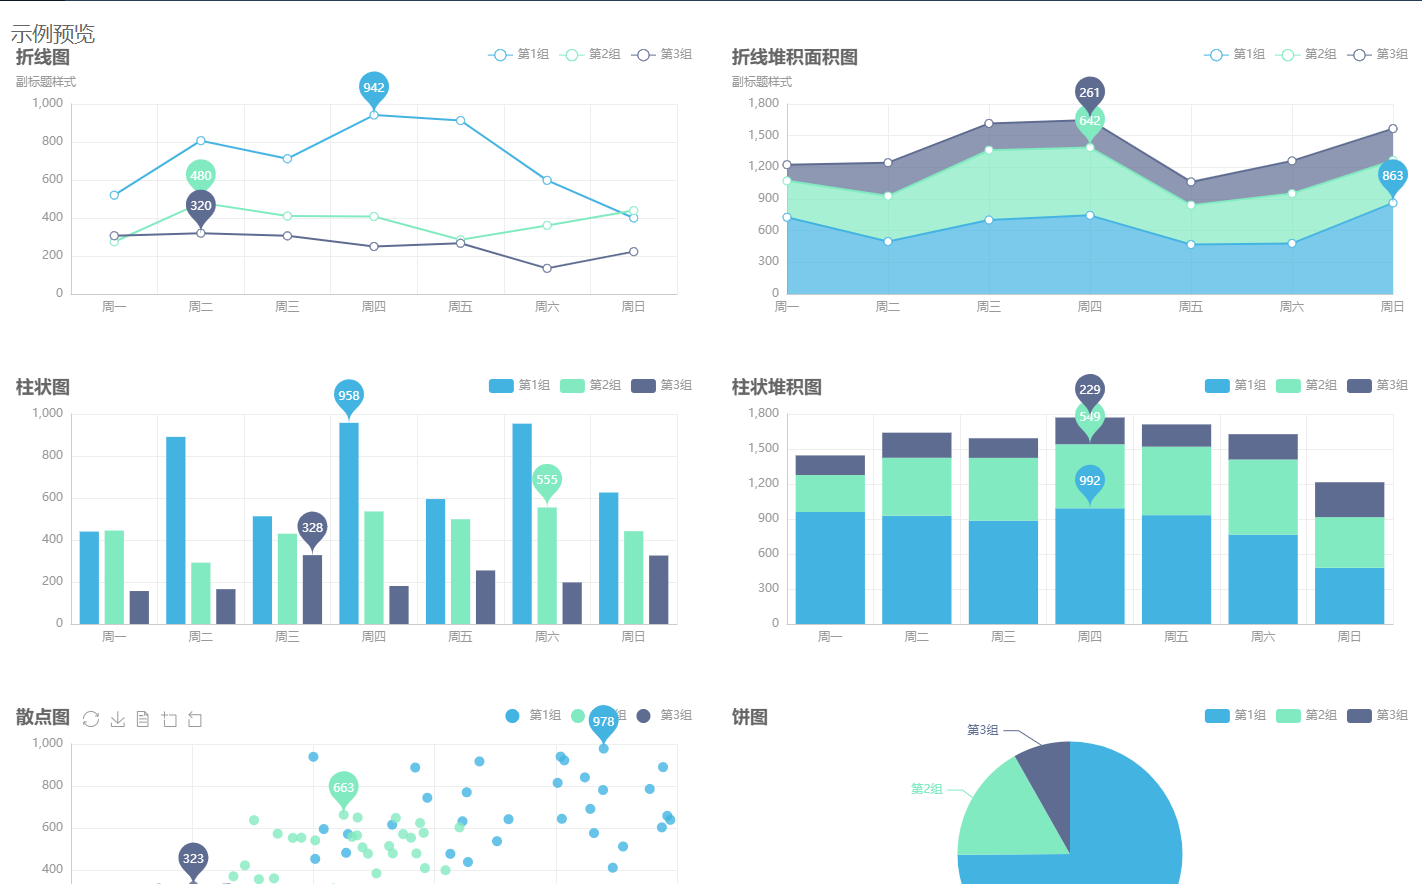 示例预览
折线图
第1组 第2组 第3组
副标题样式
942
480
320
1,000
800
600
400
200
0
周一 周二 周三 周四 周五 周六 周日
折线堆积面积图
第1组 第2组 第3组
副标题样式
261
642
863
1,800
1,500
1,200
900
600
300
0
周一 周二 周三 周四 周五 周六 周日
柱状图
第1组 第2组 第3组
958
555
328
1,000
800
600
400
200
0
周一 周二 周三 周四 周五 周六 周日
柱状堆积图
第1组 第2组 第3组
229
549
992
1,800
1,500
1,200
900
600
300
0
周一 周二 周三 周四 周五 周六 周日
散点图
第1组 组 第3组
978
663
323
1,000
800
600
400
饼图
第1组 第2组 第3组
第3组
第2组